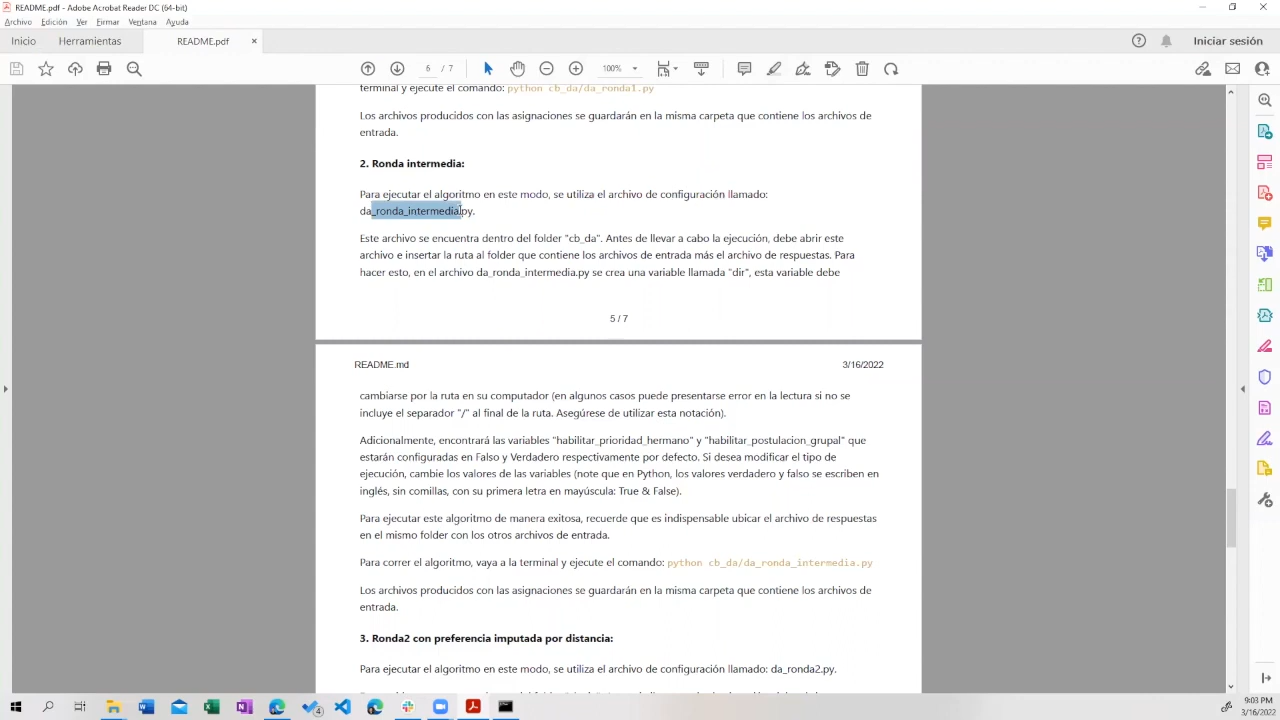 README.pdf - Adobe Acrobat Reader DC (64-bit)
Archivo Edición Ver Firmar Ventana Ayuda
Inicio Herramientas README.pdf × Iniciar sesión
6 / 7 100%
terminal y ejecute el comando: python cb_da/da_ronda1.py
Los archivos producidos con las asignaciones se guardarán en la misma carpeta que contiene los archivos de
entrada.
2. Ronda intermedia:
Para ejecutar el algoritmo en este modo, se utiliza el archivo de configuración llamado:
da_ronda_intermedia.py.
Este archivo se encuentra dentro del folder "cb_da". Antes de llevar a cabo la ejecución, debe abrir este
archivo e insertar la ruta al folder que contiene los archivos de entrada más el archivo de respuestas. Para
hacer esto, en el archivo da_ronda_intermedia.py se crea una variable llamada "dir", esta variable debe
5 / 7
README.md 3/16/2022
cambiarse por la ruta en su computador (en algunos casos puede presentarse error en la lectura si no se
incluye el separador "/" al final de la ruta. Asegúrese de utilizar esta notación).
Adicionalmente, encontrará las variables "habilitar_prioridad_hermano" y "habilitar_postulacion_grupal" que
estarán configuradas en Falso y Verdadero respectivamente por defecto. Si desea modificar el tipo de
ejecución, cambie los valores de las variables (note que en Python, los valores verdadero y falso se escriben en
inglés, sin comillas, con su primera letra en mayúscula: True & False).
Para ejecutar este algoritmo de manera exitosa, recuerde que es indispensable ubicar el archivo de respuestas
en el mismo folder con los otros archivos de entrada.
Para correr el algoritmo, vaya a la terminal y ejecute el comando: python cb_da/da_ronda_intermedia.py
Los archivos producidos con las asignaciones se guardarán en la misma carpeta que contiene los archivos de
entrada.
3. Ronda2 con preferencia imputada por distancia:
Para ejecutar el algoritmo en este modo, se utiliza el archivo de configuración llamado: da_ronda2.py.
9:03 PM
3/16/2022